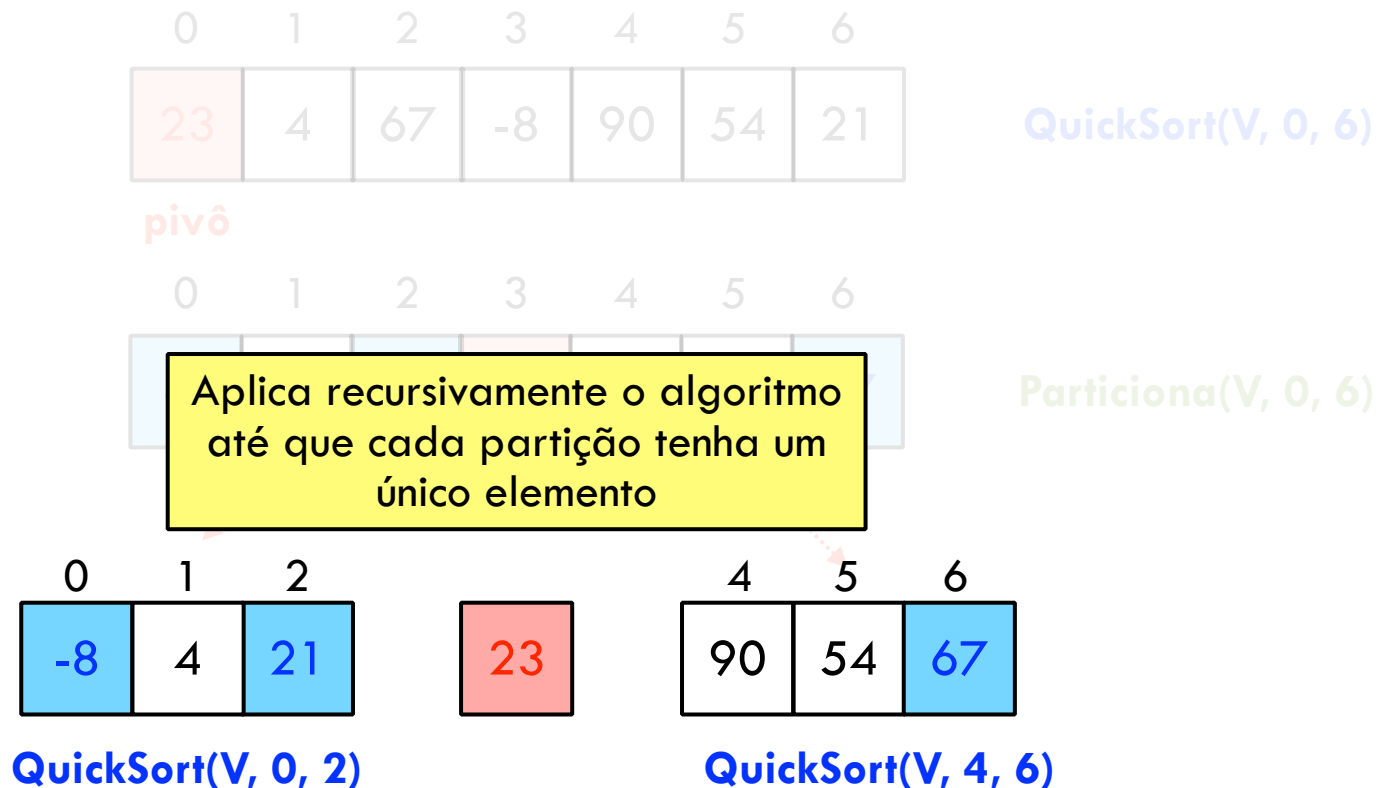 0 1 2 3 4 5 6
23 4 67 -8 90 54 21 QuickSort(V, 0, 6)
pivô
0 1 2 3 4 5 6
Particiona(V, 0, 6)
Aplica recursivamente o algoritmo
até que cada partição tenha um
único elemento
0 1 2 4 5 6
-8 4 21 23 90 54 67
QuickSort(V, 0, 2) QuickSort(V, 4, 6)